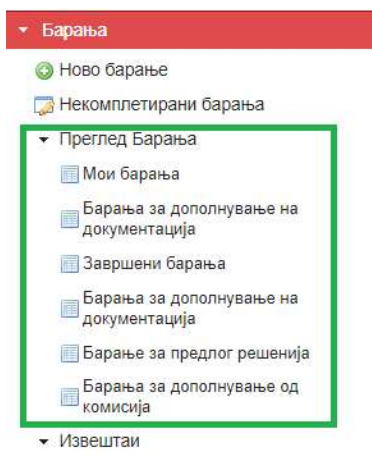 Барања
Ново барање
Некомплетирани барања
Преглед Барања
Мои барања
Барања за дополнување на
документација
Завршени барања
Барања за дополнување на
документација
Барање за предлог решенија
Барања за дополнување од
комисија
Извештаи